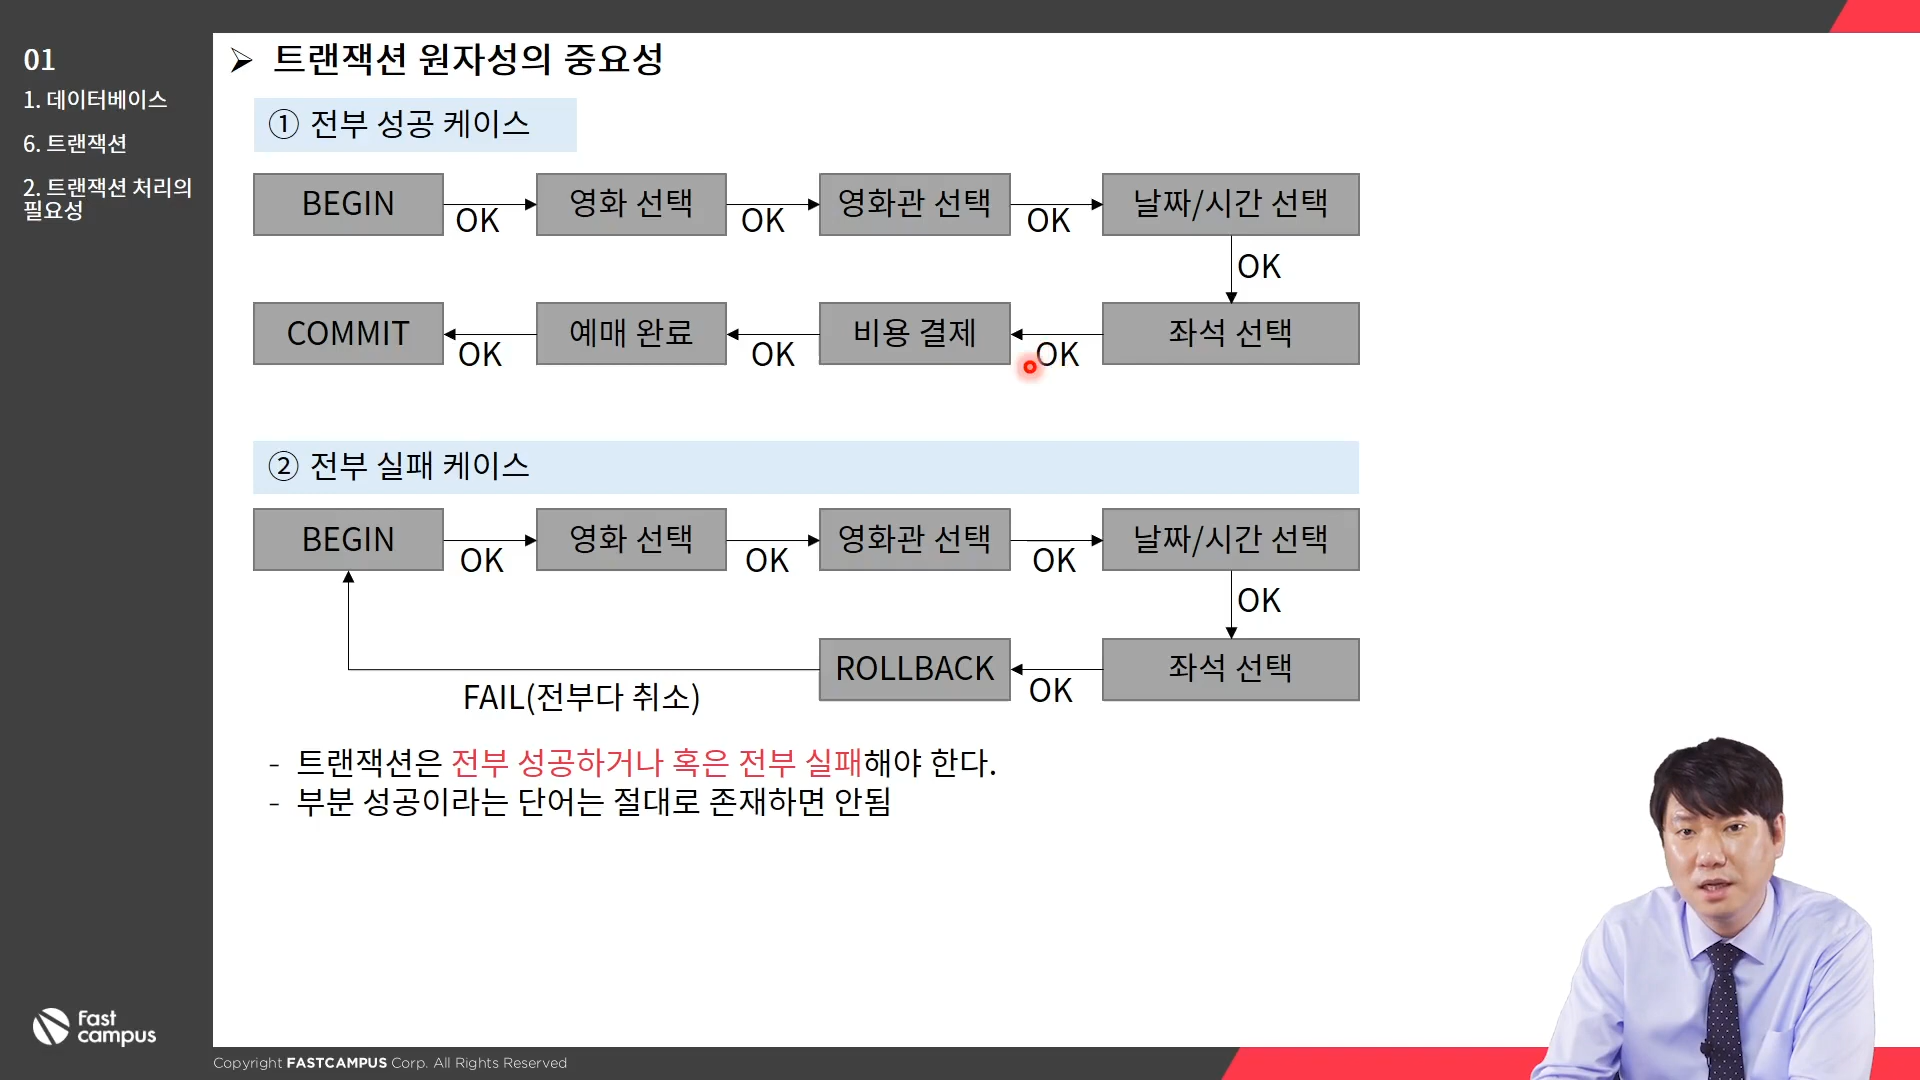 01
1. 데이터베이스
6. 트랜잭션
2. 트랜잭션 처리의
필요성
➢ 트랜잭션 원자성의 중요성
① 전부 성공 케이스
BEGIN
OK
영화 선택
OK
영화관 선택
OK
날짜/시간 선택
OK
좌석 선택
OK
비용 결제
OK
예매 완료
OK
COMMIT
② 전부 실패 케이스
BEGIN
OK
영화 선택
OK
영화관 선택
OK
날짜/시간 선택
OK
좌석 선택
OK
ROLLBACK
FAIL(전부다 취소)
- 트랜잭션은 전부 성공하거나 혹은 전부 실패해야 한다.
- 부분 성공이라는 단어는 절대로 존재하면 안됨
Fast
campus
Copyright FASTCAMPUS Corp. All Rights Reserved